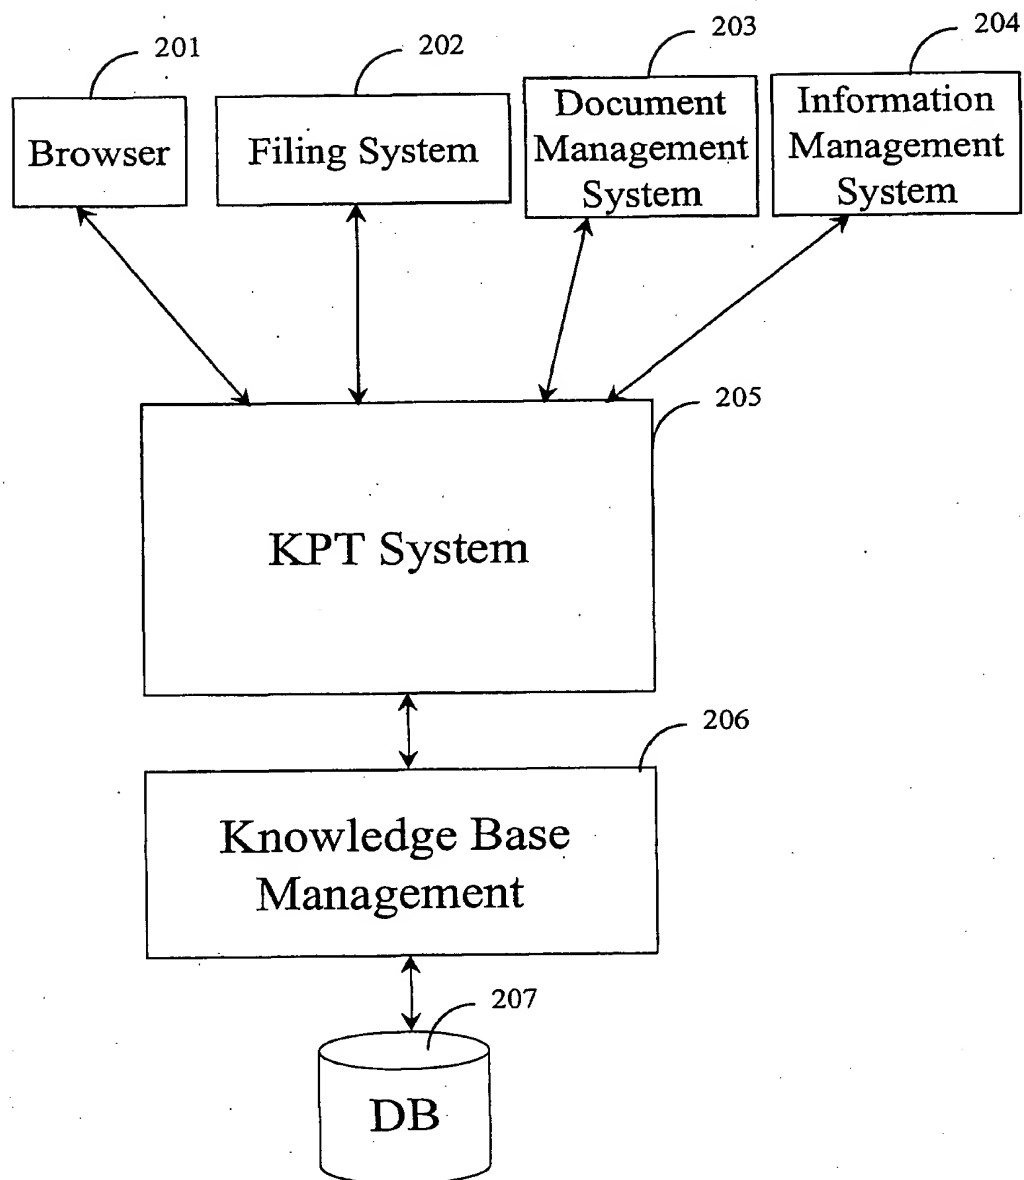 201
202
203
204
Browser
Filing System
Document
Management
System
Information
Management
System
205
KPT System
206
Knowledge Base
Management
207
DB